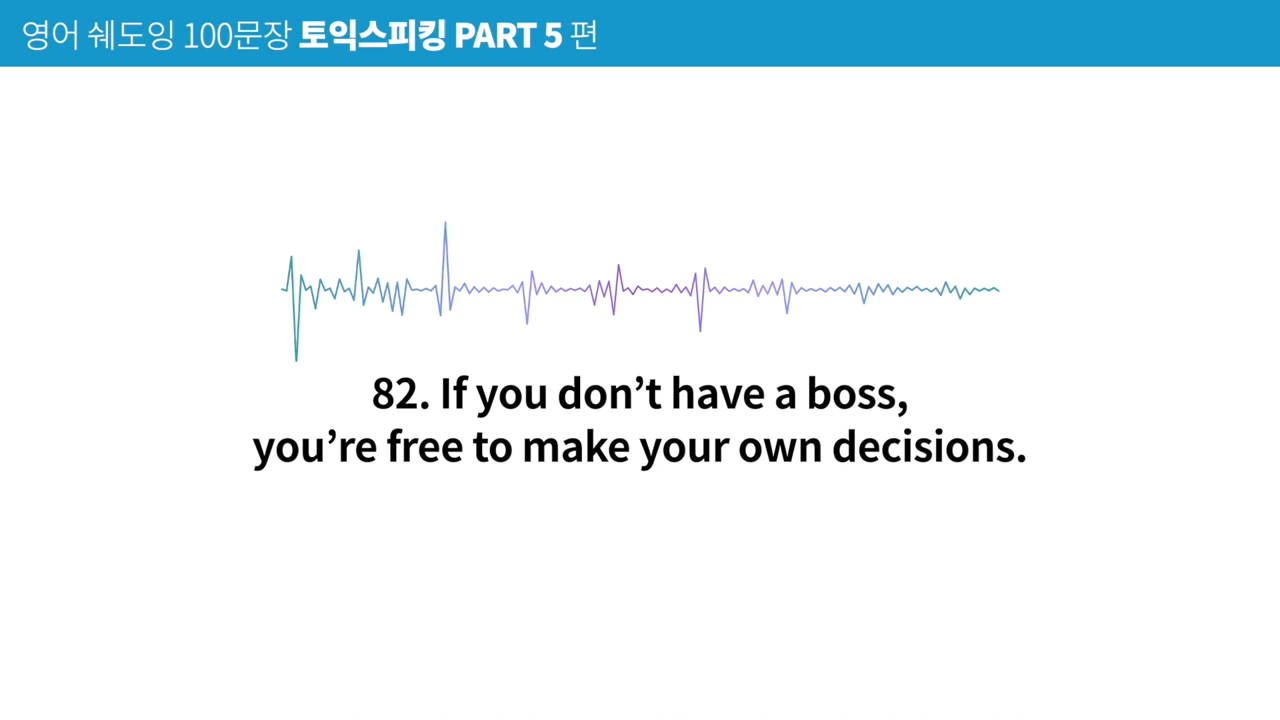 영어 쉐도잉 100문장 토익스피킹 PART 5 편
82. If you don’t have a boss,
you’re free to make your own decisions.